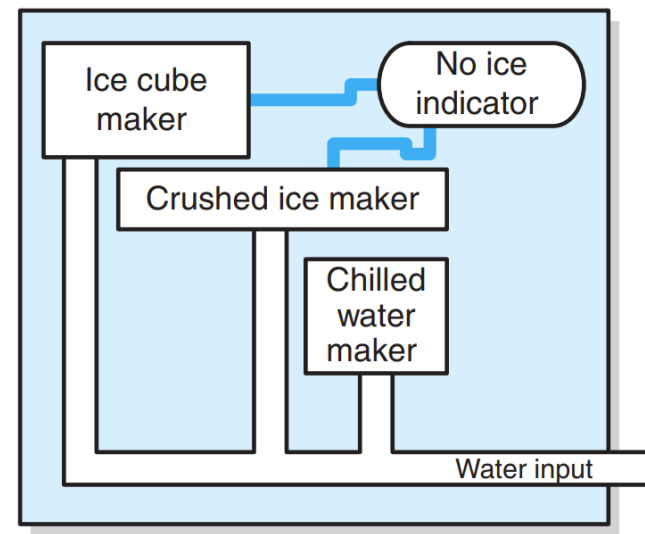 Ice cube
maker
No ice
indicator
Crushed ice maker
Chilled
water
maker
Water input